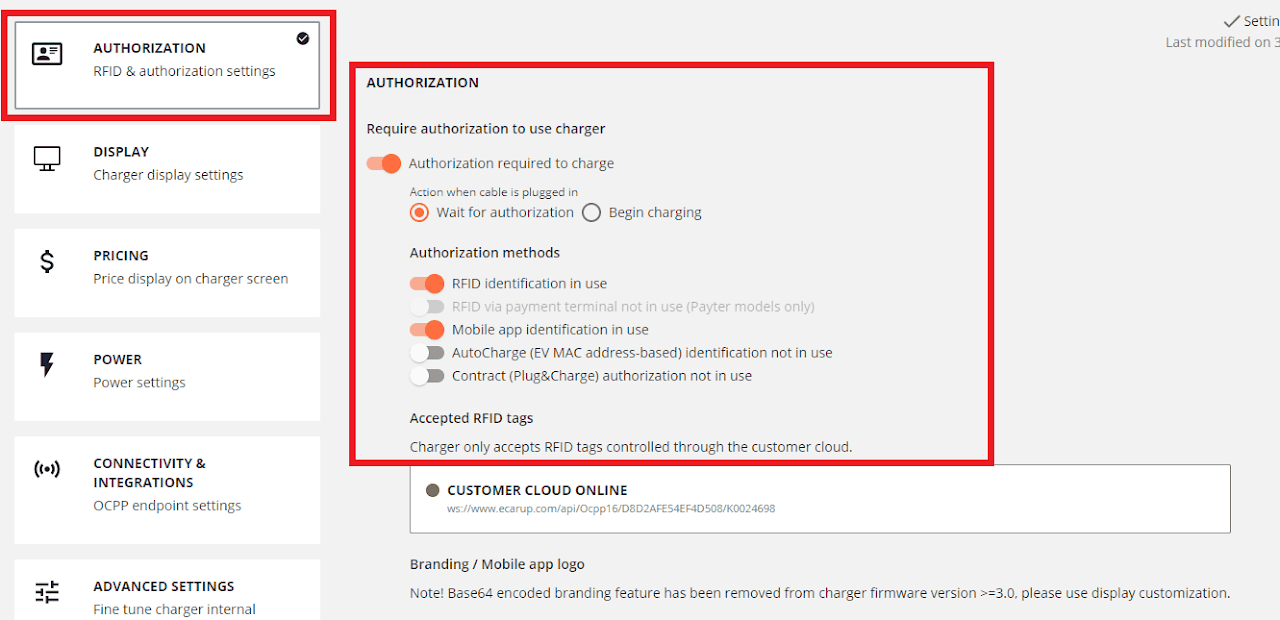 AUTHORIZATION
RFID & authorization settings
DISPLAY
Charger display settings
PRICING
Price display on charger screen
POWER
Power settings
CONNECTIVITY &
INTEGRATIONS
OCPP endpoint settings
ADVANCED SETTINGS
Fine tune charger internal
Settin
Last modified on 3
AUTHORIZATION
Require authorization to use charger
Authorization required to charge
Action when cable is plugged in
Wait for authorization Begin charging
Authorization methods
RFID identification in use
RFID via payment terminal not in use (Payter models only)
Mobile app identification in use
AutoCharge (EV MAC address-based) identification not in use
Contract (Plug&Charge) authorization not in use
Accepted RFID tags
Charger only accepts RFID tags controlled through the customer cloud.
CUSTOMER CLOUD ONLINE
ws://www.ecarup.com/api/Ocpp16/D8D2AFE54EF4D508/K0024698
Branding / Mobile app logo
Note! Base64 encoded branding feature has been removed from charger firmware version >=3.0, please use display customization.